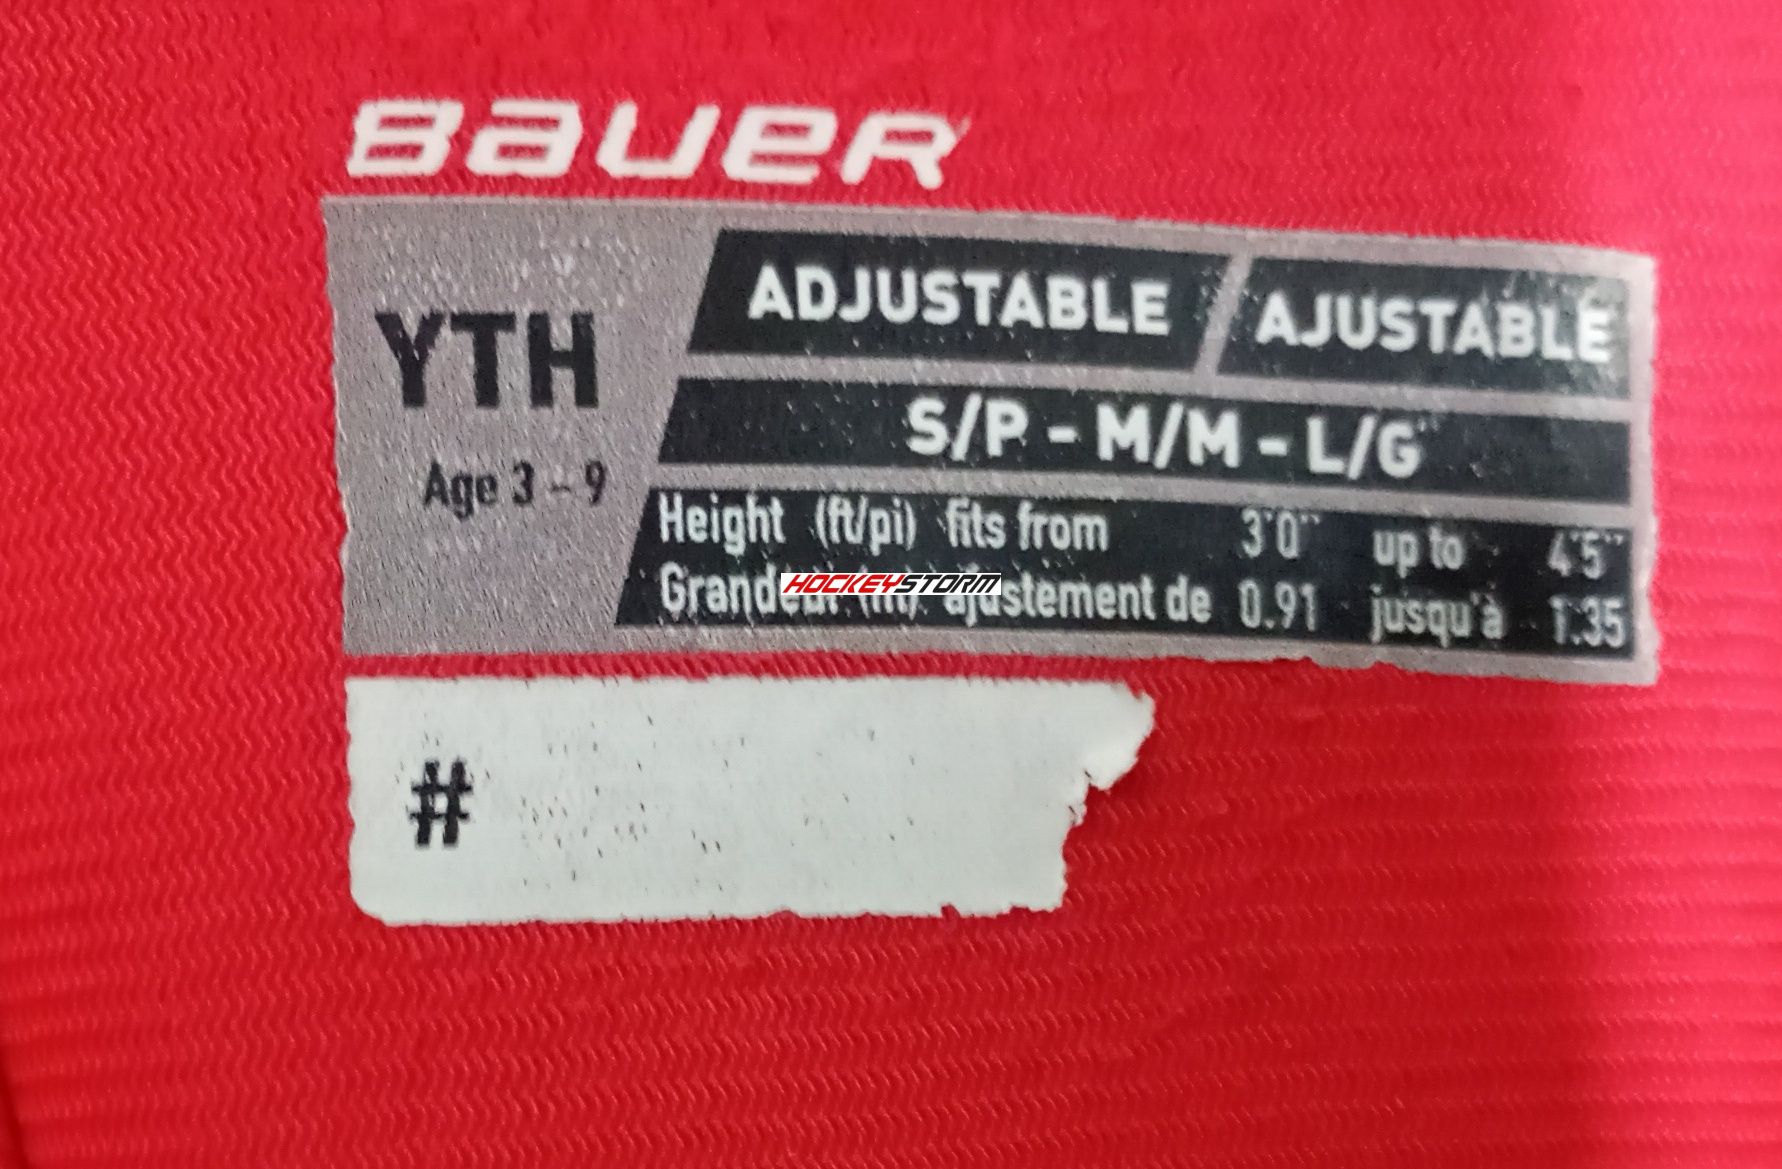 BAUER
YTH
Age 3 - 9
ADJUSTABLE AJUSTABLE
S/P - M/M - L/G
Height (ft/pi) fits from 3'0'' up to 4'5''
Grandeur (m) ajustement de 0.91 jusqu'à 1.35
HOCKEYSTORM
#